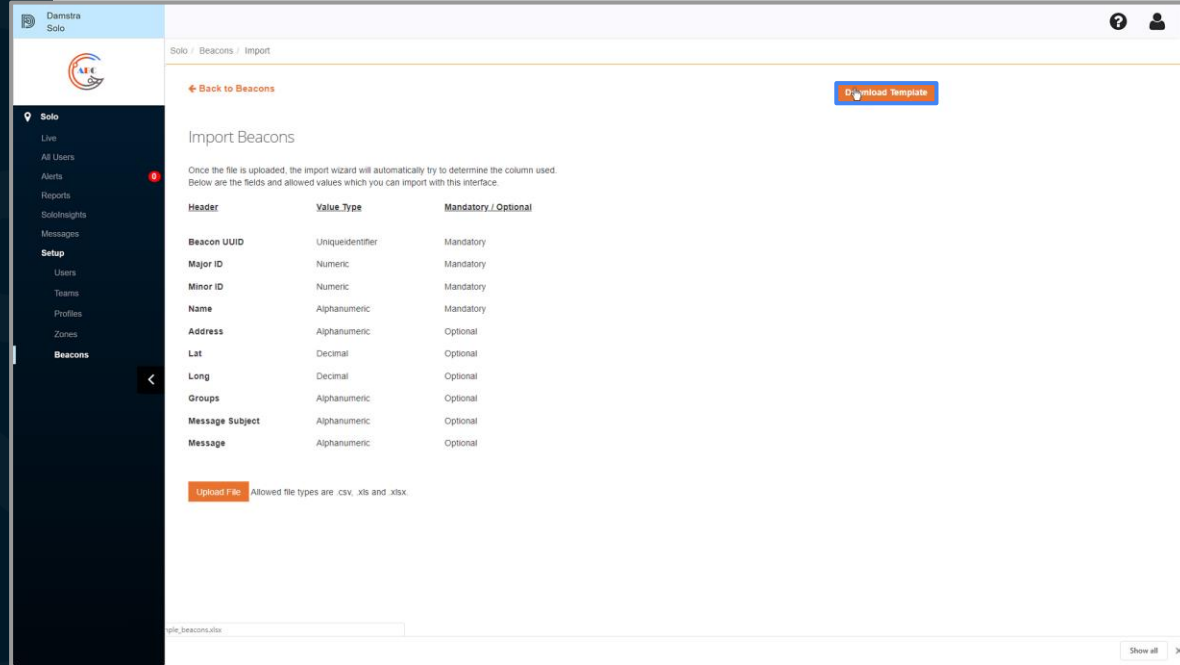 Damstra
Solo
ABC
Solo / Beacons / Import
Back to Beacons
Download Template
Solo
Live
All Users
Alerts 0
Reports
SoloInsights
Messages
Setup
Users
Teams
Profiles
Zones
Beacons
Import Beacons
Once the file is uploaded, the import wizard will automatically try to determine the column used.
Below are the fields and allowed values which you can import with this interface.
Header Value Type Mandatory / Optional
Beacon UUID Uniqueidentifier Mandatory
Major ID Numeric Mandatory
Minor ID Numeric Mandatory
Name Alphanumeric Mandatory
Address Alphanumeric Optional
Lat Decimal Optional
Long Decimal Optional
Groups Alphanumeric Optional
Message Subject Alphanumeric Optional
Message Alphanumeric Optional
Upload File Allowed file types are .csv, .xls and .xlsx.
ple_beacons.xlsx
Show all